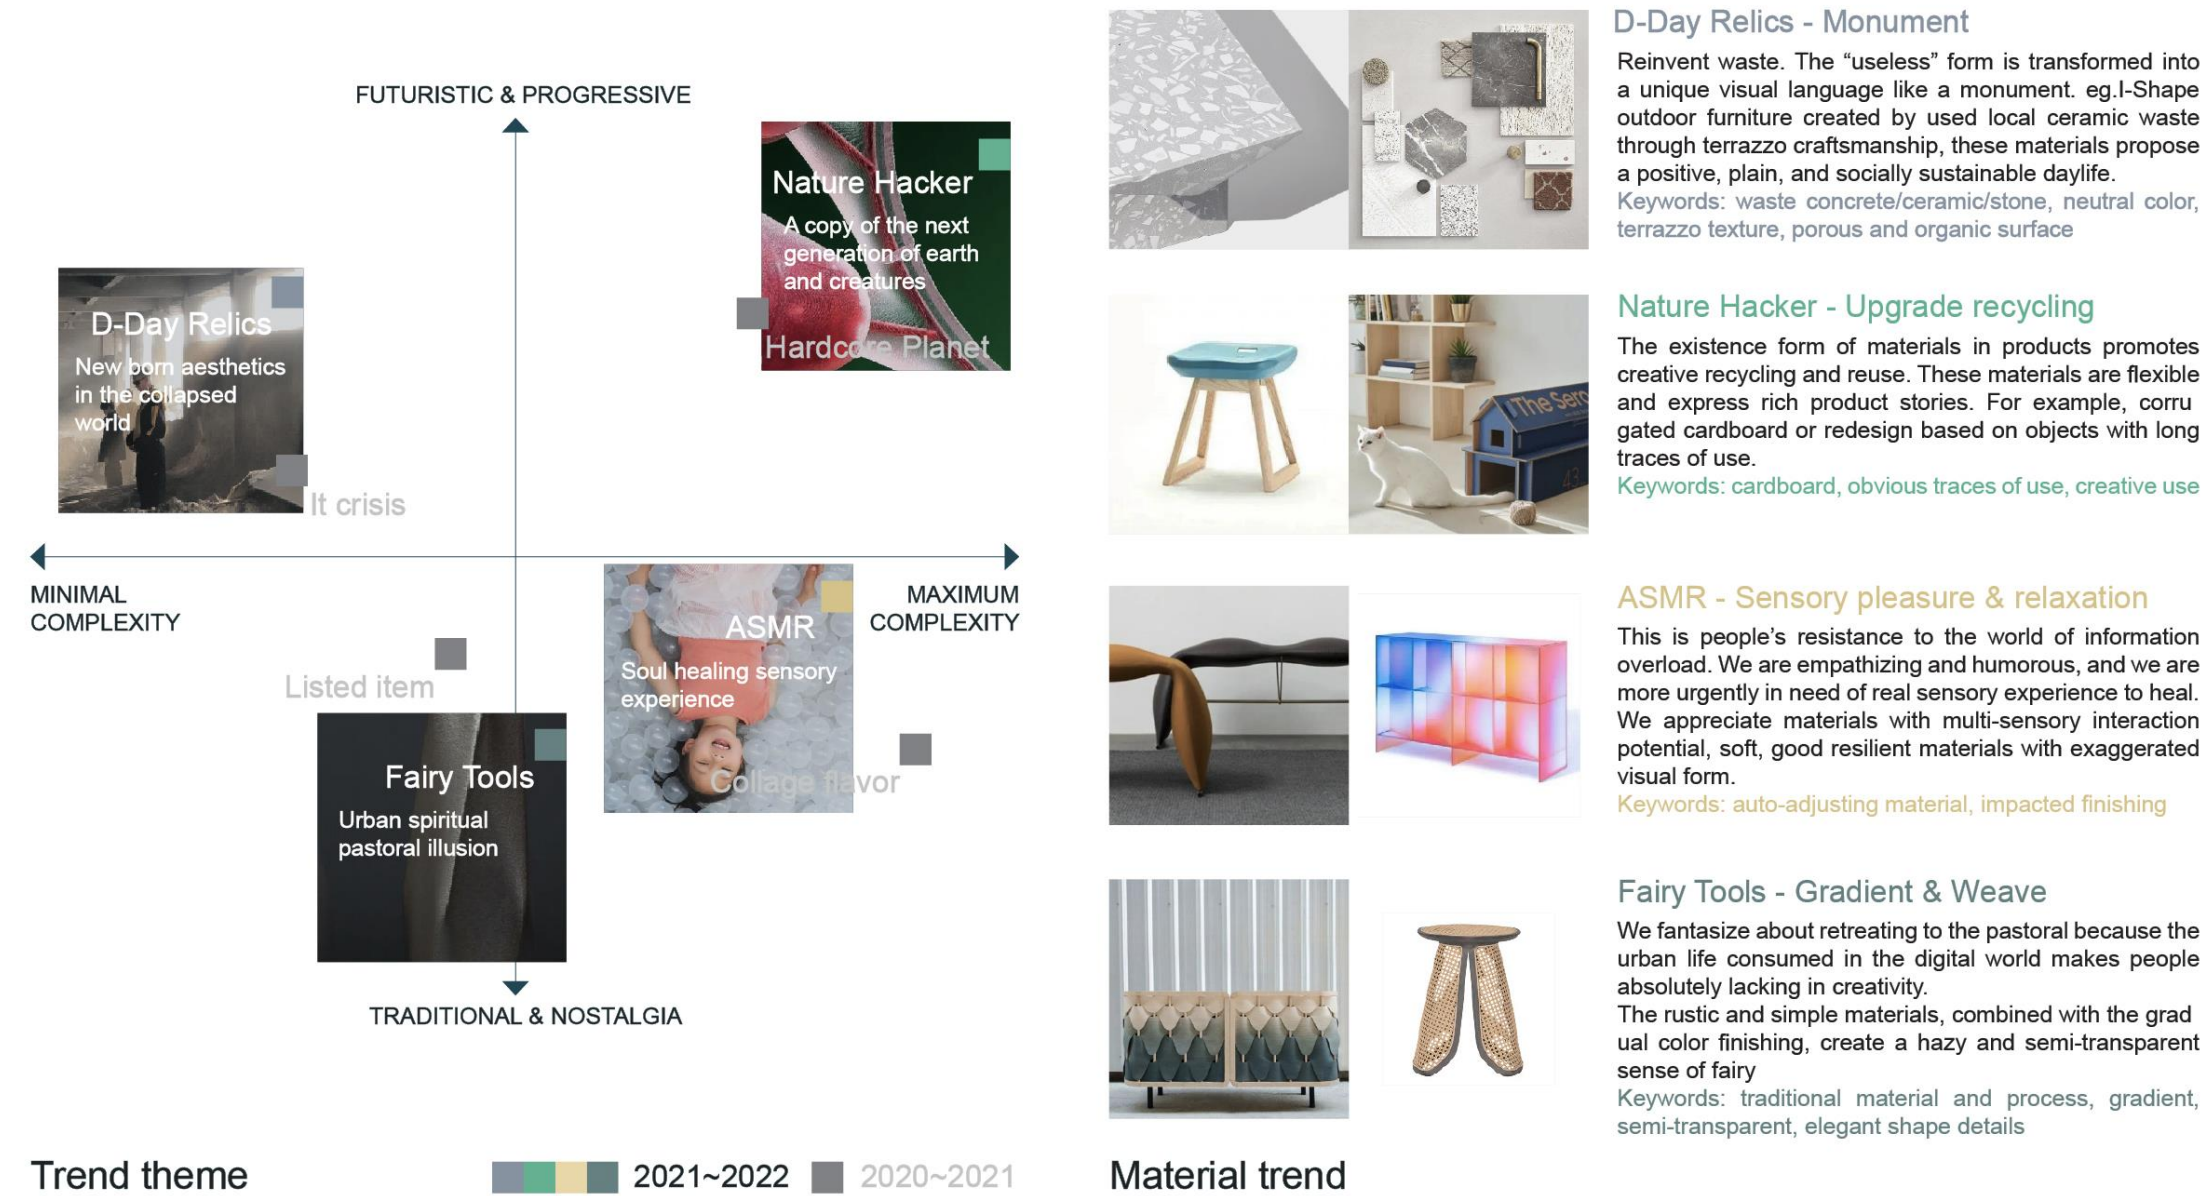 FUTURISTIC & PROGRESSIVE
Nature Hacker
A copy of the next
generation of earth
and creatures
Hardcore Planet
D-Day Relics
New born aesthetics
in the collapsed
world
It crisis
MINIMAL
COMPLEXITY
MAXIMUM
COMPLEXITY
ASMR
Soul healing sensory
experience
Collage flavor
Listed item
Fairy Tools
Urban spiritual
pastoral illusion
TRADITIONAL & NOSTALGIA
Trend theme
2021~2022
2020~2021
D-Day Relics - Monument
Reinvent waste. The “useless” form is transformed into
a unique visual language like a monument. eg.I-Shape
outdoor furniture created by used local ceramic waste
through terrazzo craftsmanship, these materials propose
a positive, plain, and socially sustainable daylife.
Keywords: waste concrete/ceramic/stone, neutral color,
terrazzo texture, porous and organic surface
The Sero
43
Nature Hacker - Upgrade recycling
The existence form of materials in products promotes
creative recycling and reuse. These materials are flexible
and express rich product stories. For example, corru
gated cardboard or redesign based on objects with long
traces of use.
Keywords: cardboard, obvious traces of use, creative use
ASMR - Sensory pleasure & relaxation
This is people’s resistance to the world of information
overload. We are empathizing and humorous, and we are
more urgently in need of real sensory experience to heal.
We appreciate materials with multi-sensory interaction
potential, soft, good resilient materials with exaggerated
visual form.
Keywords: auto-adjusting material, impacted finishing
Fairy Tools - Gradient & Weave
We fantasize about retreating to the pastoral because the
urban life consumed in the digital world makes people
absolutely lacking in creativity.
The rustic and simple materials, combined with the grad
ual color finishing, create a hazy and semi-transparent
sense of fairy
Keywords: traditional material and process, gradient,
semi-transparent, elegant shape details
Material trend